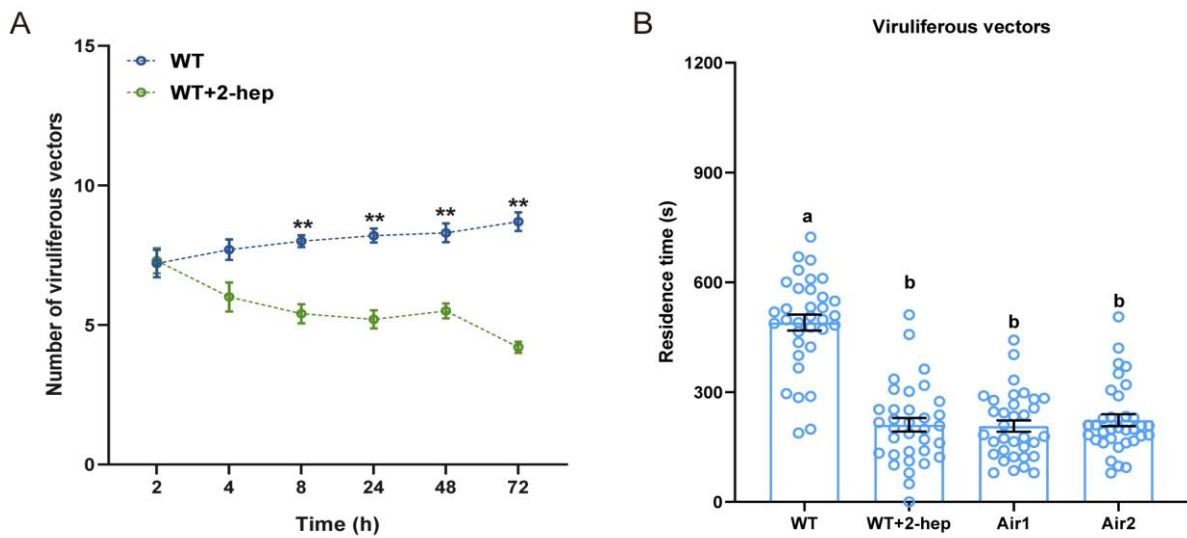 A
WT
WT+2-hep
Number of viruliferous vectors
15
10
5
0
**
**
**
**
2
4
8
24
48
72
Time (h)
B
Viruliferous vectors
Residence time (s)
1200
900
600
300
0
a
b
b
b
WT
WT+2-hep
Air1
Air2